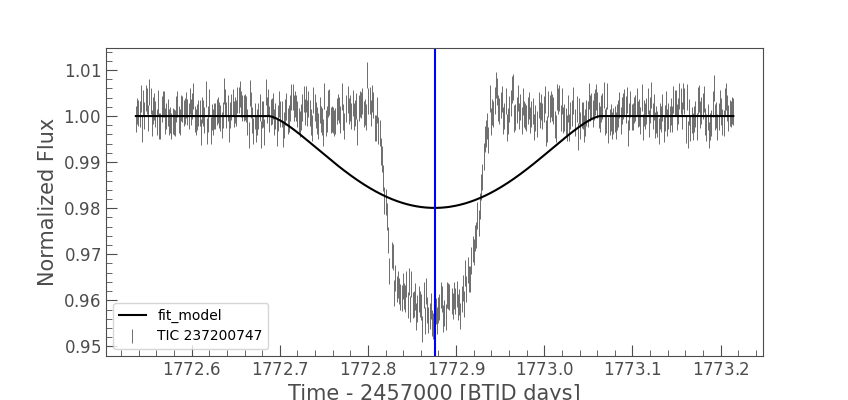 1.01
1.00
0.99
0.98
0.97
0.96
0.95
Normalized Flux
fit_model
TIC 237200747
1772.6 1772.7 1772.8 1772.9 1773.0 1773.1 1773.2
Time - 2457000 [BTJD days]